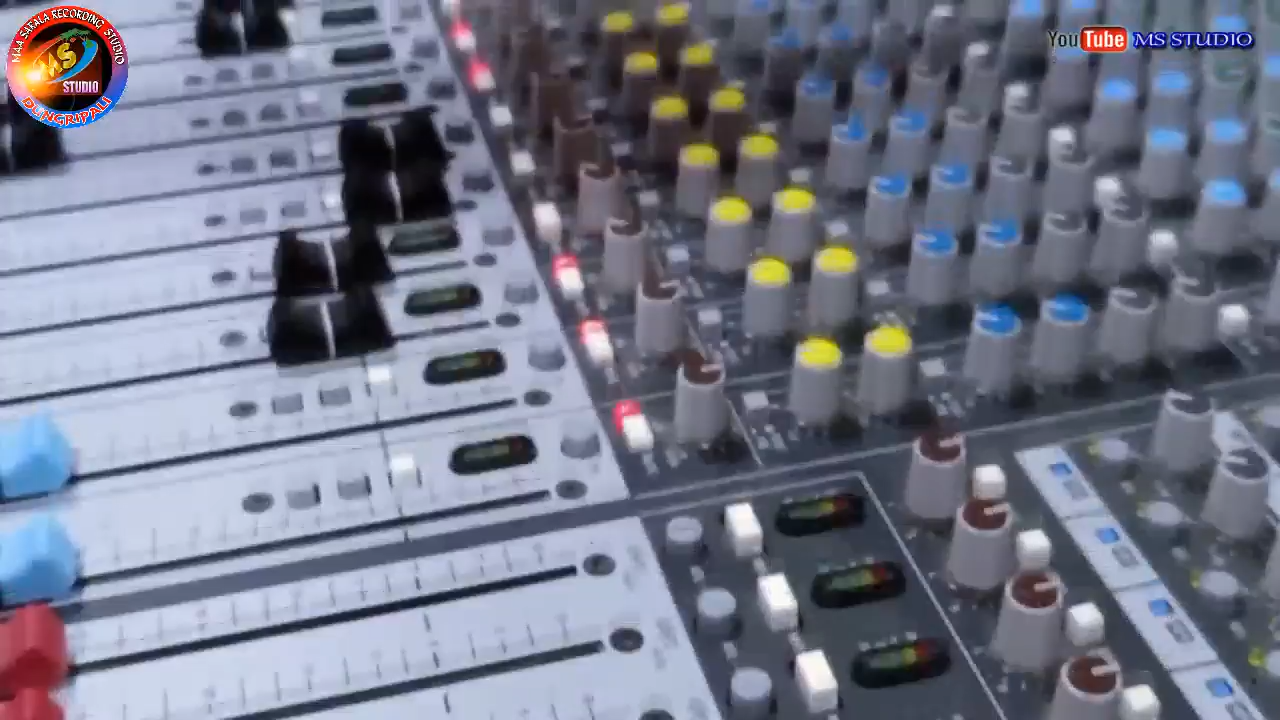 MAA SARALA RECORDING STUDIO
MS
STUDIO
DUNGRIPALI
YouTube MS STUDIO